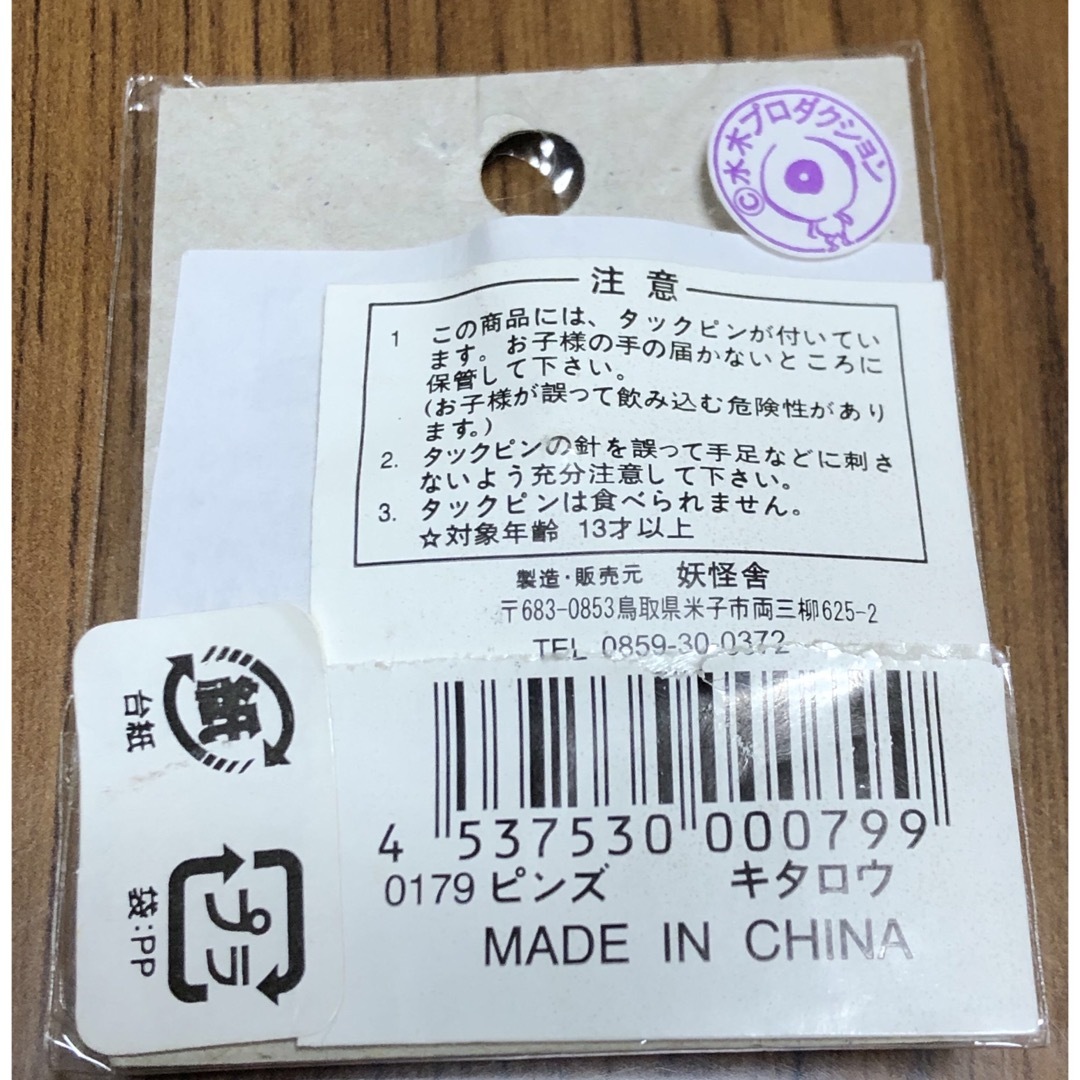 ©水木プロダクション
注意
1 この商品には、タックピンが付いてい
ます。お子様の手の届かないところに
保管して下さい。
(お子様が誤って飲み込む危険性があり
ます。)
2. タックピンの針を誤って手足などに刺さ
ないよう充分注意して下さい。
3. タックピンは食べられません。
☆対象年齢 13才以上
製造・販売元 妖怪舎
〒683-0853鳥取県米子市両三柳625-2
TEL 0859-30-0372
紙
台紙
プラ
袋:PP
4 537530 000799
0179 ピンズ キタロウ
MADE IN CHINA